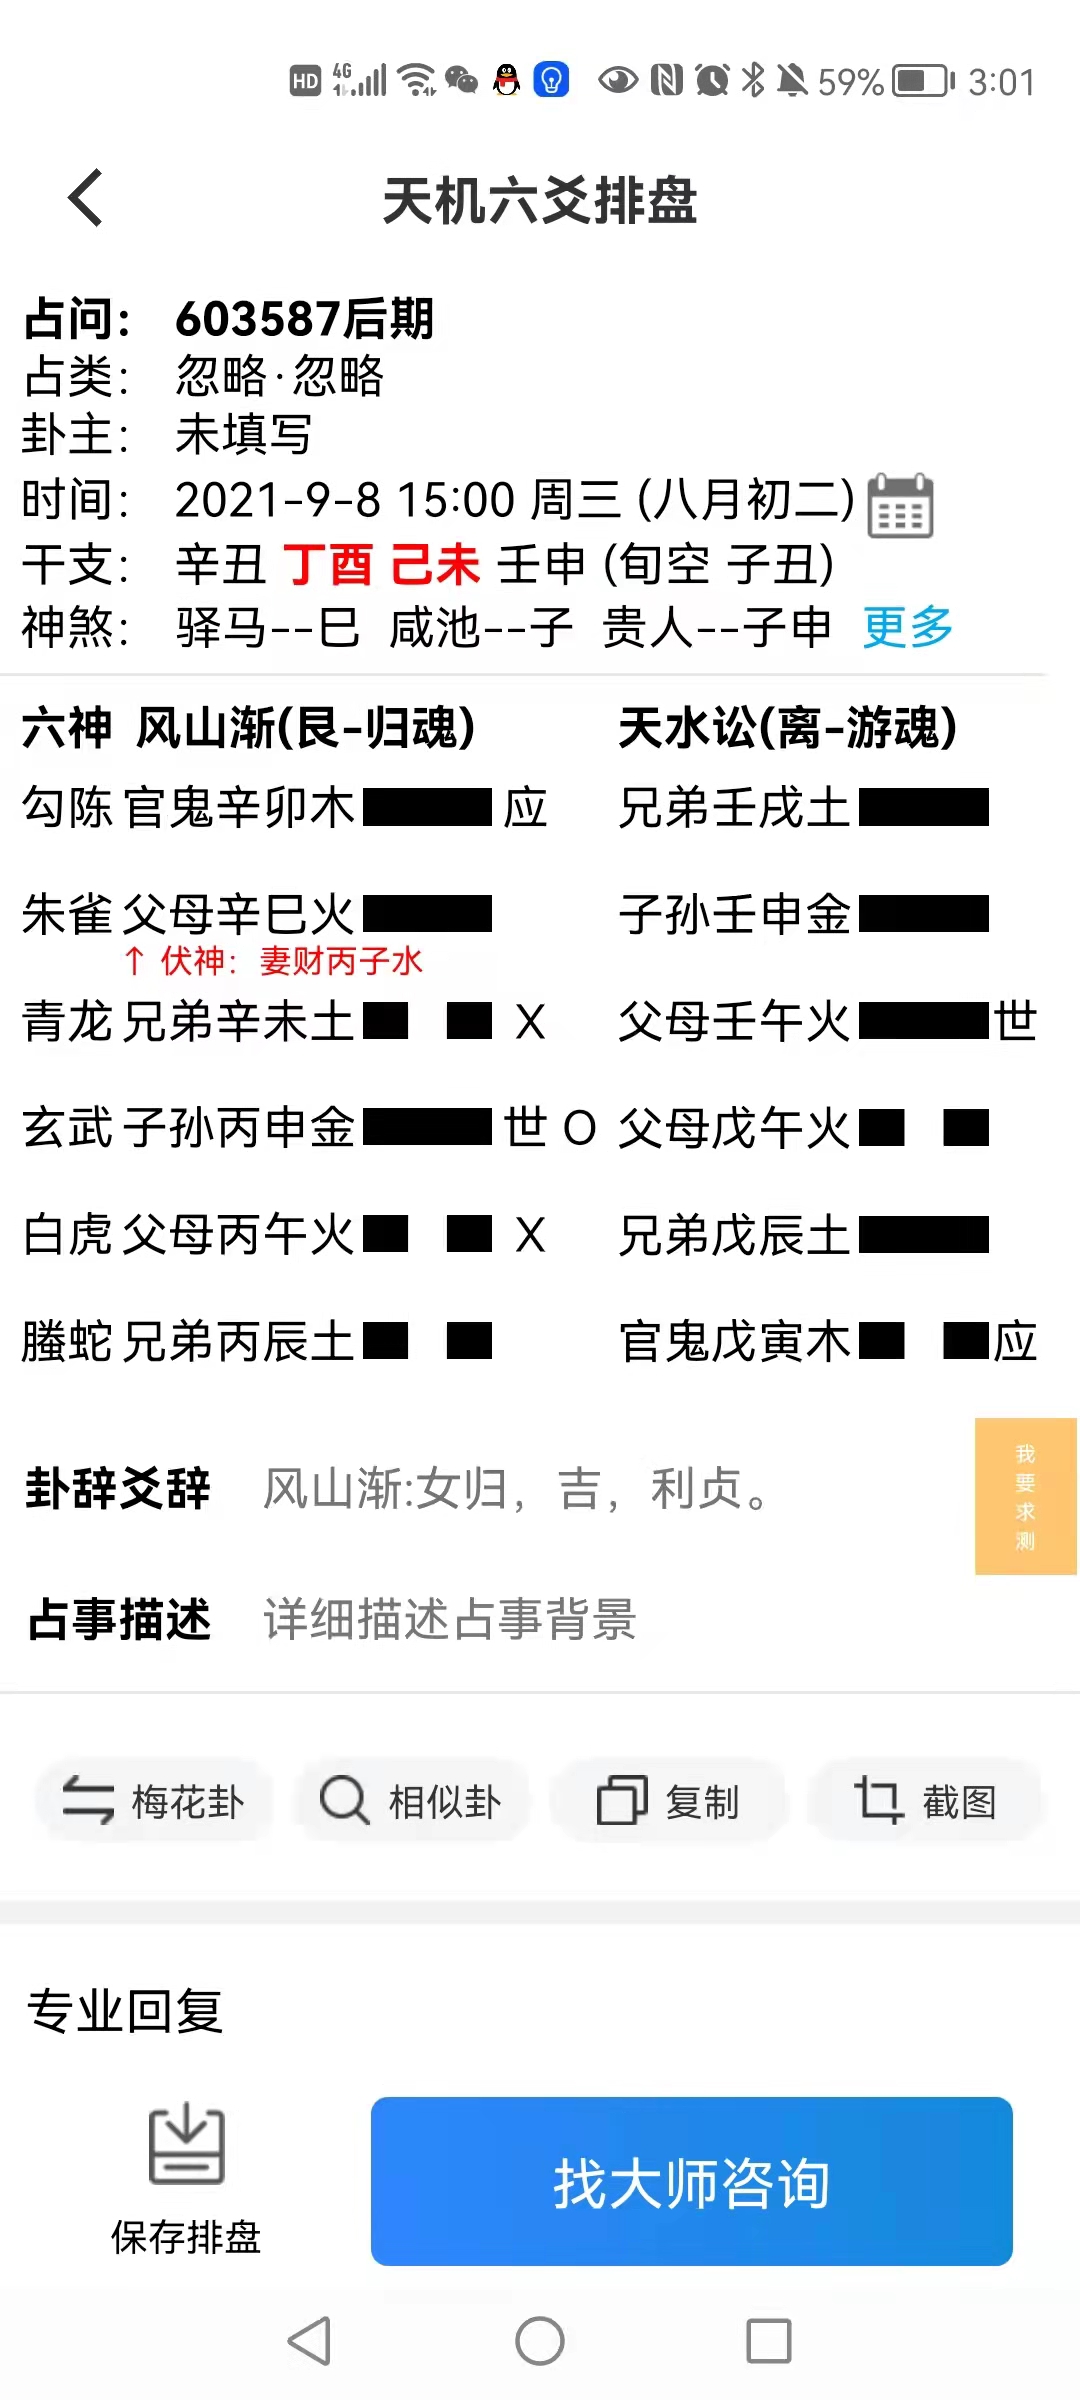 HD 4G 59% 3:01
天机六爻排盘
占问： 603587后期
占类： 忽略·忽略
卦主： 未填写
时间： 2021-9-8 15:00 周三 (八月初二)
干支： 辛丑 丁酉 己未 壬申 (旬空 子丑)
神煞： 驿马--巳 咸池--子 贵人--子申 更多
六神 风山渐(艮-归魂) 天水讼(离-游魂)
勾陈 官鬼辛卯木 应 兄弟壬戌土
朱雀 父母辛巳火 子孙壬申金
↑ 伏神：妻财丙子水
青龙 兄弟辛未土 X 父母壬午火 世
玄武 子孙丙申金 世 O 父母戊午火
白虎 父母丙午火 X 兄弟戊辰土
螣蛇 兄弟丙辰土 官鬼戊寅木 应
我要求测
卦辞爻辞 风山渐:女归，吉，利贞。
占事描述 详细描述占事背景
梅花卦 相似卦 复制 截图
专业回复
保存排盘 找大师咨询